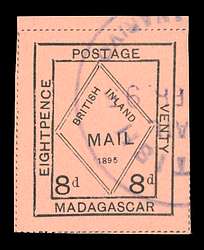 POSTAGE
EIGHTPENCE
VENTY
BRITISH INLAND
MAIL
1895
8d
8d
MADAGASCAR